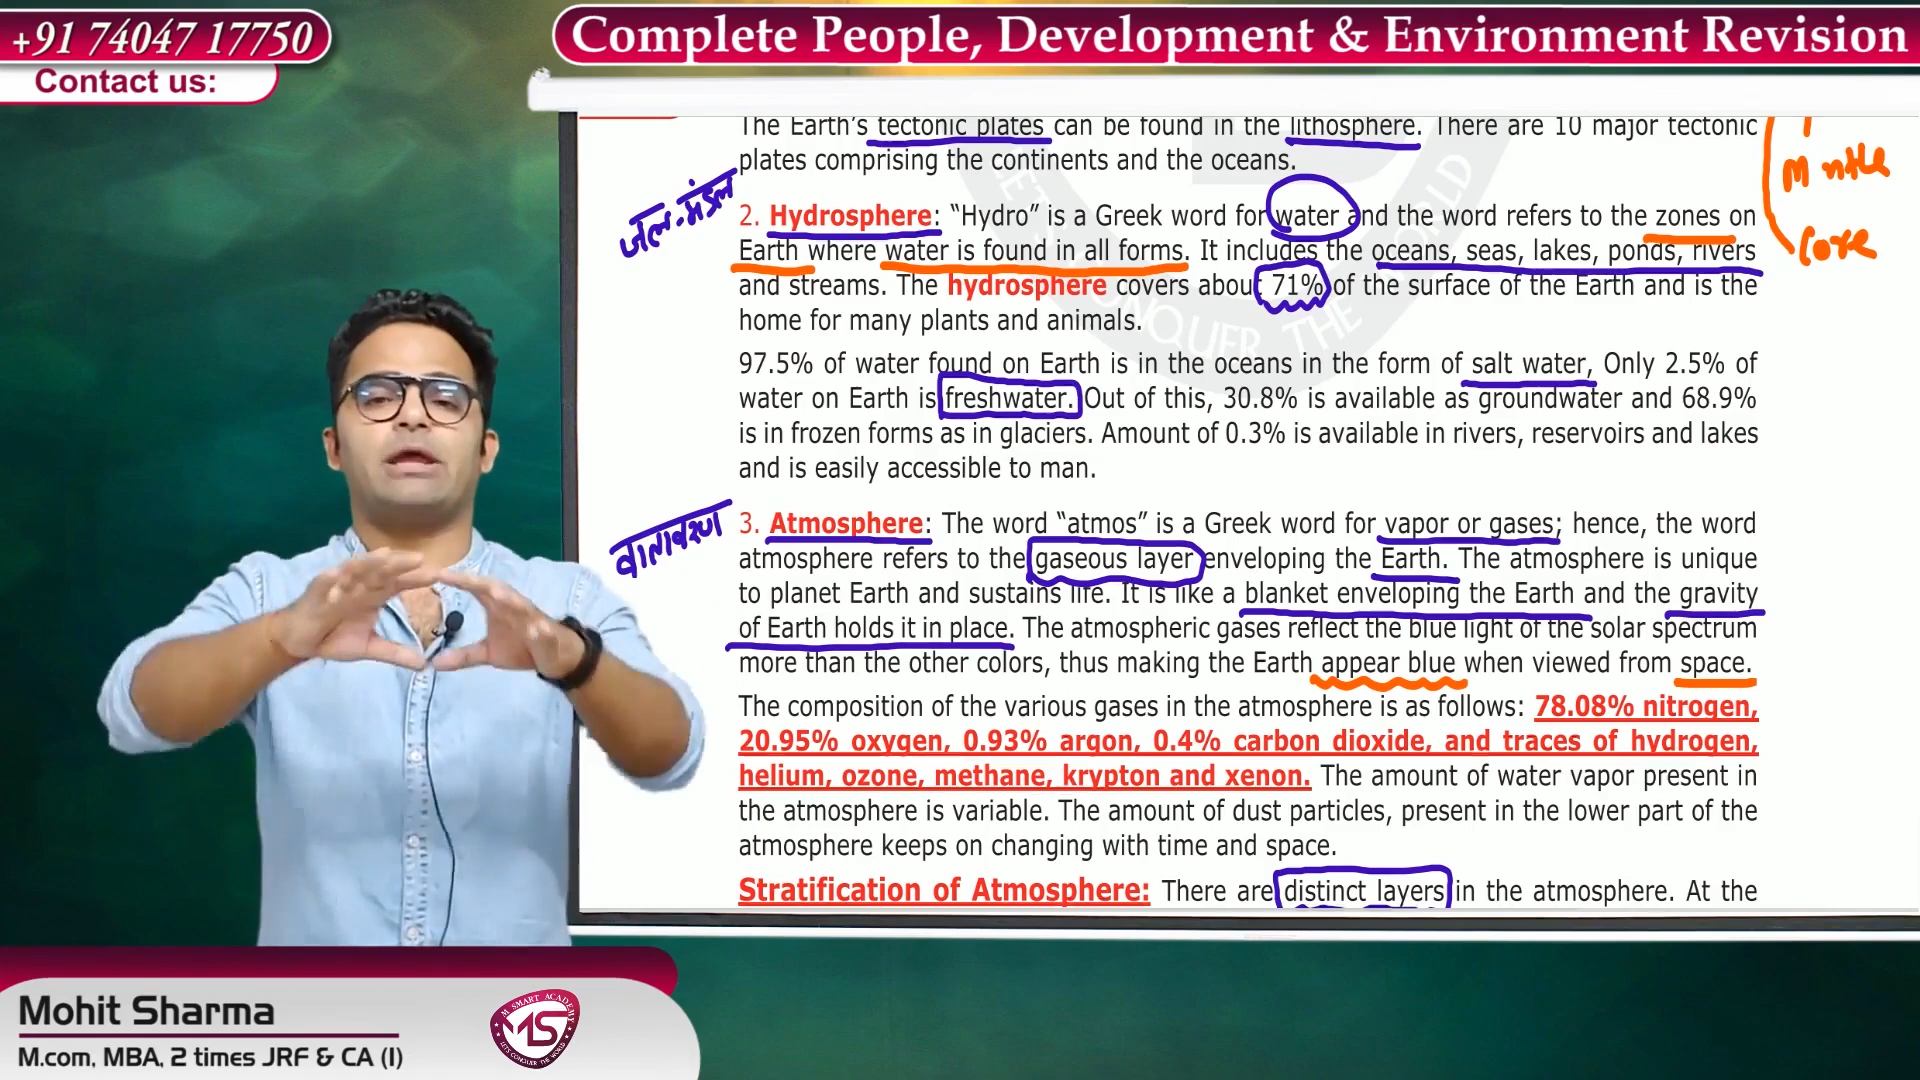 +91 74047 17750
Contact us:
Complete People, Development & Environment Revision
The Earth's tectonic plates can be found in the lithosphere. There are 10 major tectonic
plates comprising the continents and the oceans.
जल-मंडल
2. Hydrosphere: “Hydro” is a Greek word for water and the word refers to the zones on
Earth where water is found in all forms. It includes the oceans, seas, lakes, ponds, rivers
and streams. The hydrosphere covers about 71% of the surface of the Earth and is the
home for many plants and animals.
97.5% of water found on Earth is in the oceans in the form of salt water, Only 2.5% of
water on Earth is freshwater. Out of this, 30.8% is available as groundwater and 68.9%
is in frozen forms as in glaciers. Amount of 0.3% is available in rivers, reservoirs and lakes
and is easily accessible to man.
वातावरण
3. Atmosphere: The word “atmos” is a Greek word for vapor or gases; hence, the word
atmosphere refers to the gaseous layer enveloping the Earth. The atmosphere is unique
to planet Earth and sustains life. It is like a blanket enveloping the Earth and the gravity
of Earth holds it in place. The atmospheric gases reflect the blue light of the solar spectrum
more than the other colors, thus making the Earth appear blue when viewed from space.
The composition of the various gases in the atmosphere is as follows: 78.08% nitrogen,
20.95% oxygen, 0.93% argon, 0.4% carbon dioxide, and traces of hydrogen,
helium, ozone, methane, krypton and xenon. The amount of water vapor present in
the atmosphere is variable. The amount of dust particles, present in the lower part of the
atmosphere keeps on changing with time and space.
Stratification of Atmosphere: There are distinct layers in the atmosphere. At the
Core
Mohit Sharma
M.com, MBA, 2 times JRF & CA (I)
M SMART ACADEMY
MS
LETS CONQUER THE WORLD